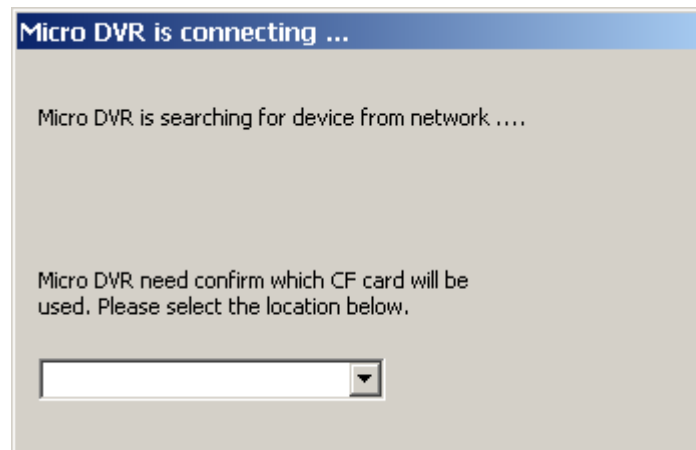 Micro DVR is connecting ...
Micro DVR is searching for device from network ....
Micro DVR need confirm which CF card will be
used. Please select the location below.